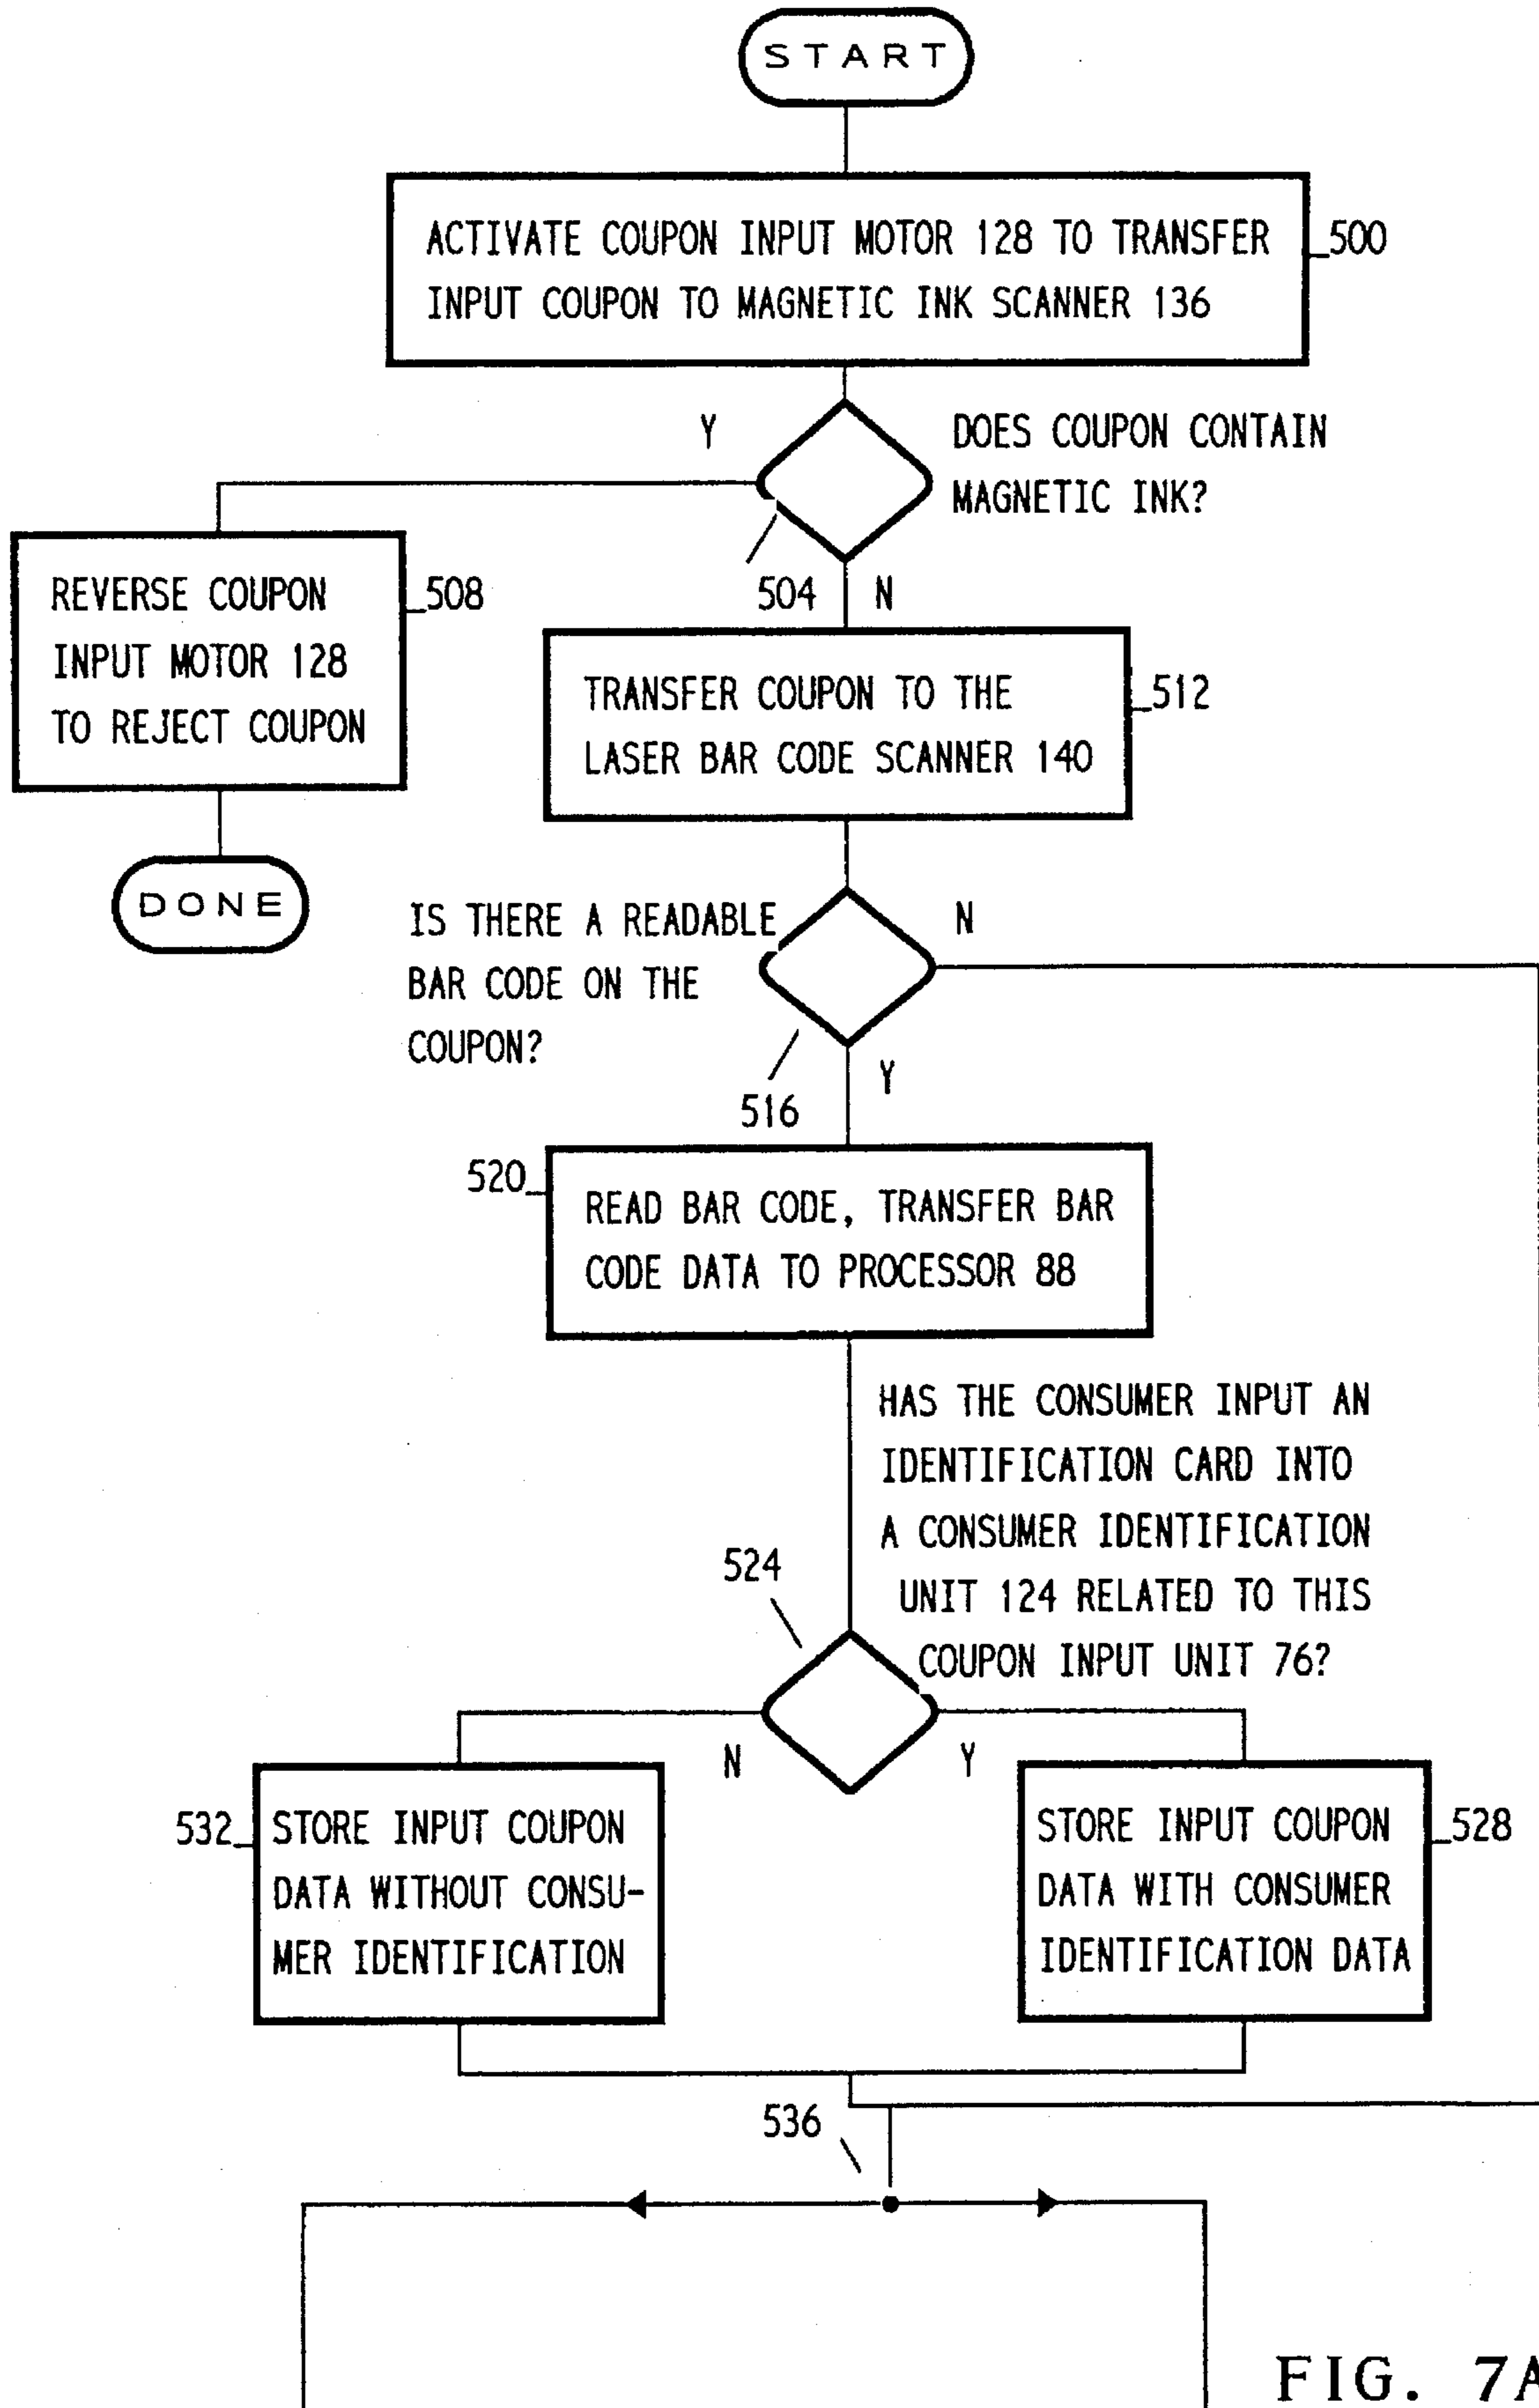 START
ACTIVATE COUPON INPUT MOTOR 128 TO TRANSFER
INPUT COUPON TO MAGNETIC INK SCANNER 136
500
Y
DOES COUPON CONTAIN
MAGNETIC INK?
504
N
REVERSE COUPON
INPUT MOTOR 128
TO REJECT COUPON
508
DONE
TRANSFER COUPON TO THE
LASER BAR CODE SCANNER 140
512
IS THERE A READABLE
BAR CODE ON THE
COUPON?
N
516
Y
520
READ BAR CODE, TRANSFER BAR
CODE DATA TO PROCESSOR 88
HAS THE CONSUMER INPUT AN
IDENTIFICATION CARD INTO
A CONSUMER IDENTIFICATION
UNIT 124 RELATED TO THIS
COUPON INPUT UNIT 76?
524
N
Y
532
STORE INPUT COUPON
DATA WITHOUT CONSU-
MER IDENTIFICATION
STORE INPUT COUPON
DATA WITH CONSUMER
IDENTIFICATION DATA
528
536
FIG. 7A